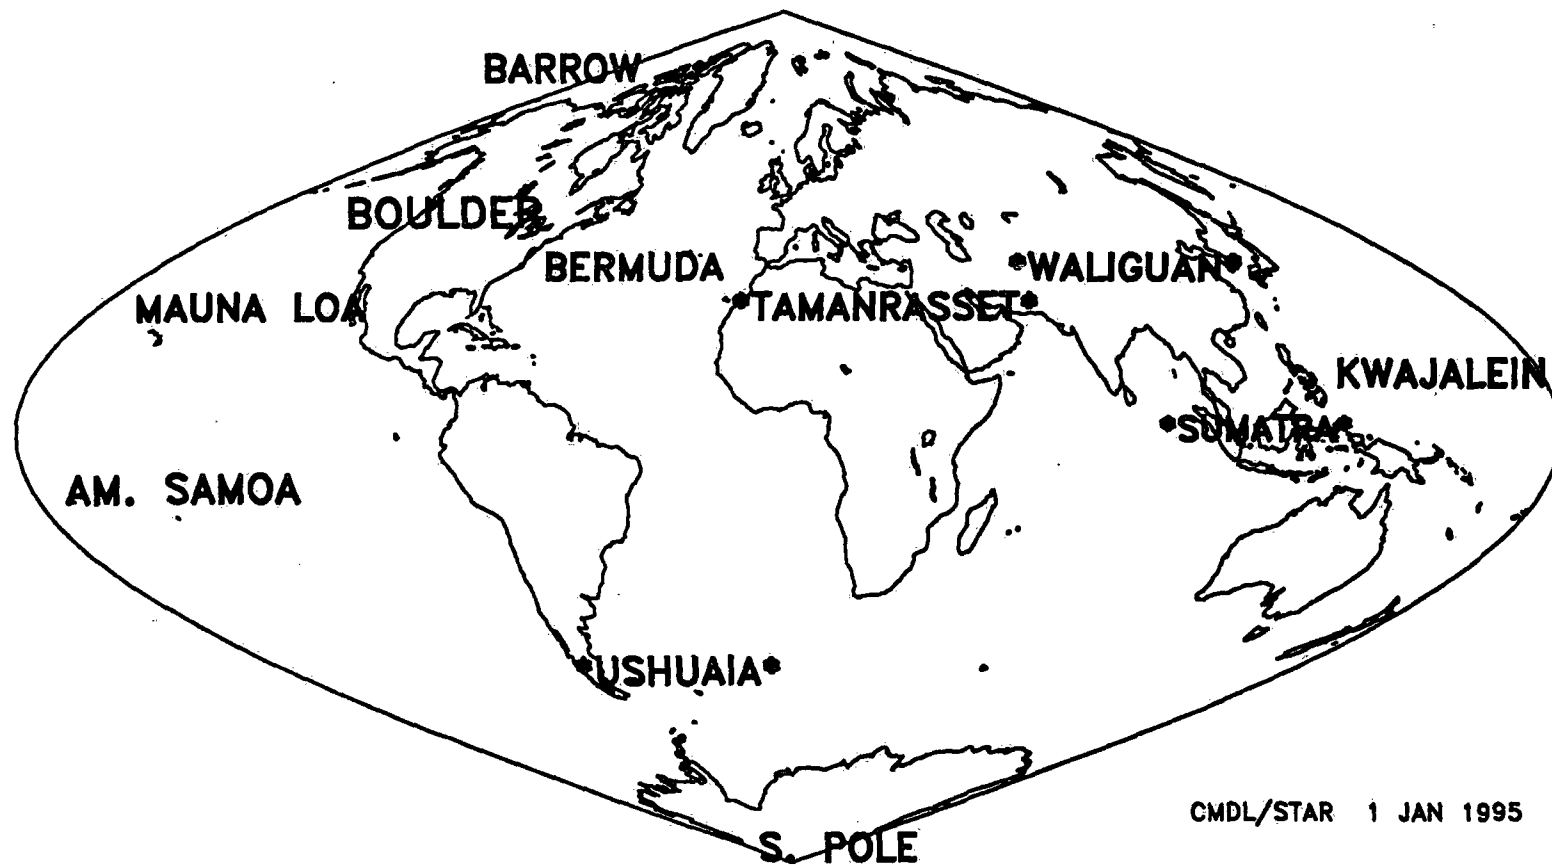 BARROW
BOULDER
BERMUDA
*WALIGUAN*
MAUNA LOA
*TAMANRASSET*
KWAJALEIN
*SUMATRA*
AM. SAMOA
*USHUAIA*
CMDL/STAR 1 JAN 1995
S. POLE